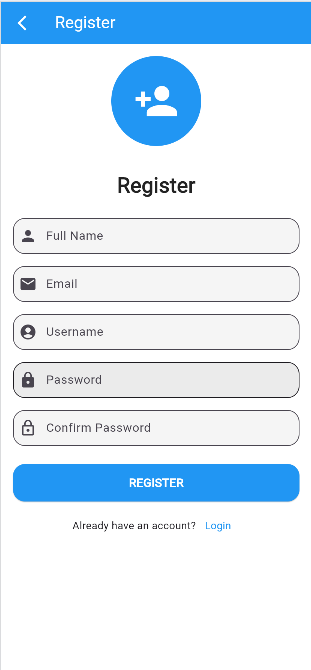 Register
Register
Full Name
Email
Username
Password
Confirm Password
REGISTER
Already have an account? Login